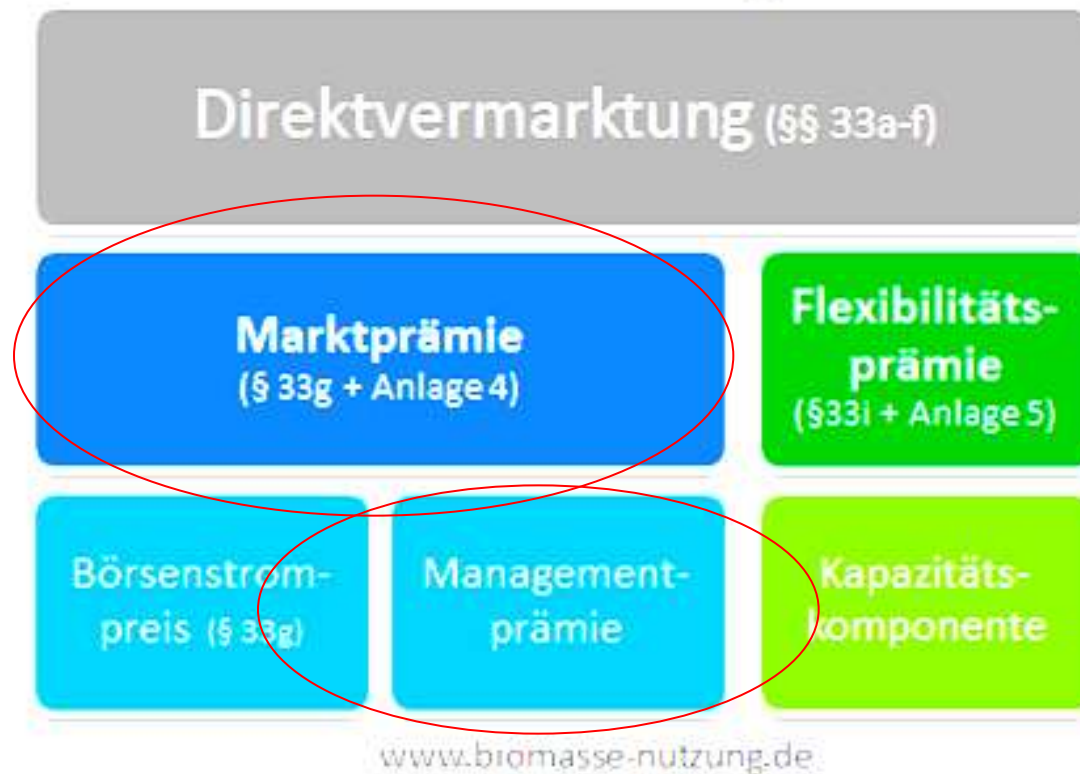 Direktvermarktung (§§ 33a-f)
Marktprämie
(§ 33g + Anlage 4)
Flexibilitäts-
prämie
(§33i + Anlage 5)
Börsenstrom-
preis (§ 33g)
Management-
prämie
Kapazitäts-
komponente
www.biomasse-nutzung.de